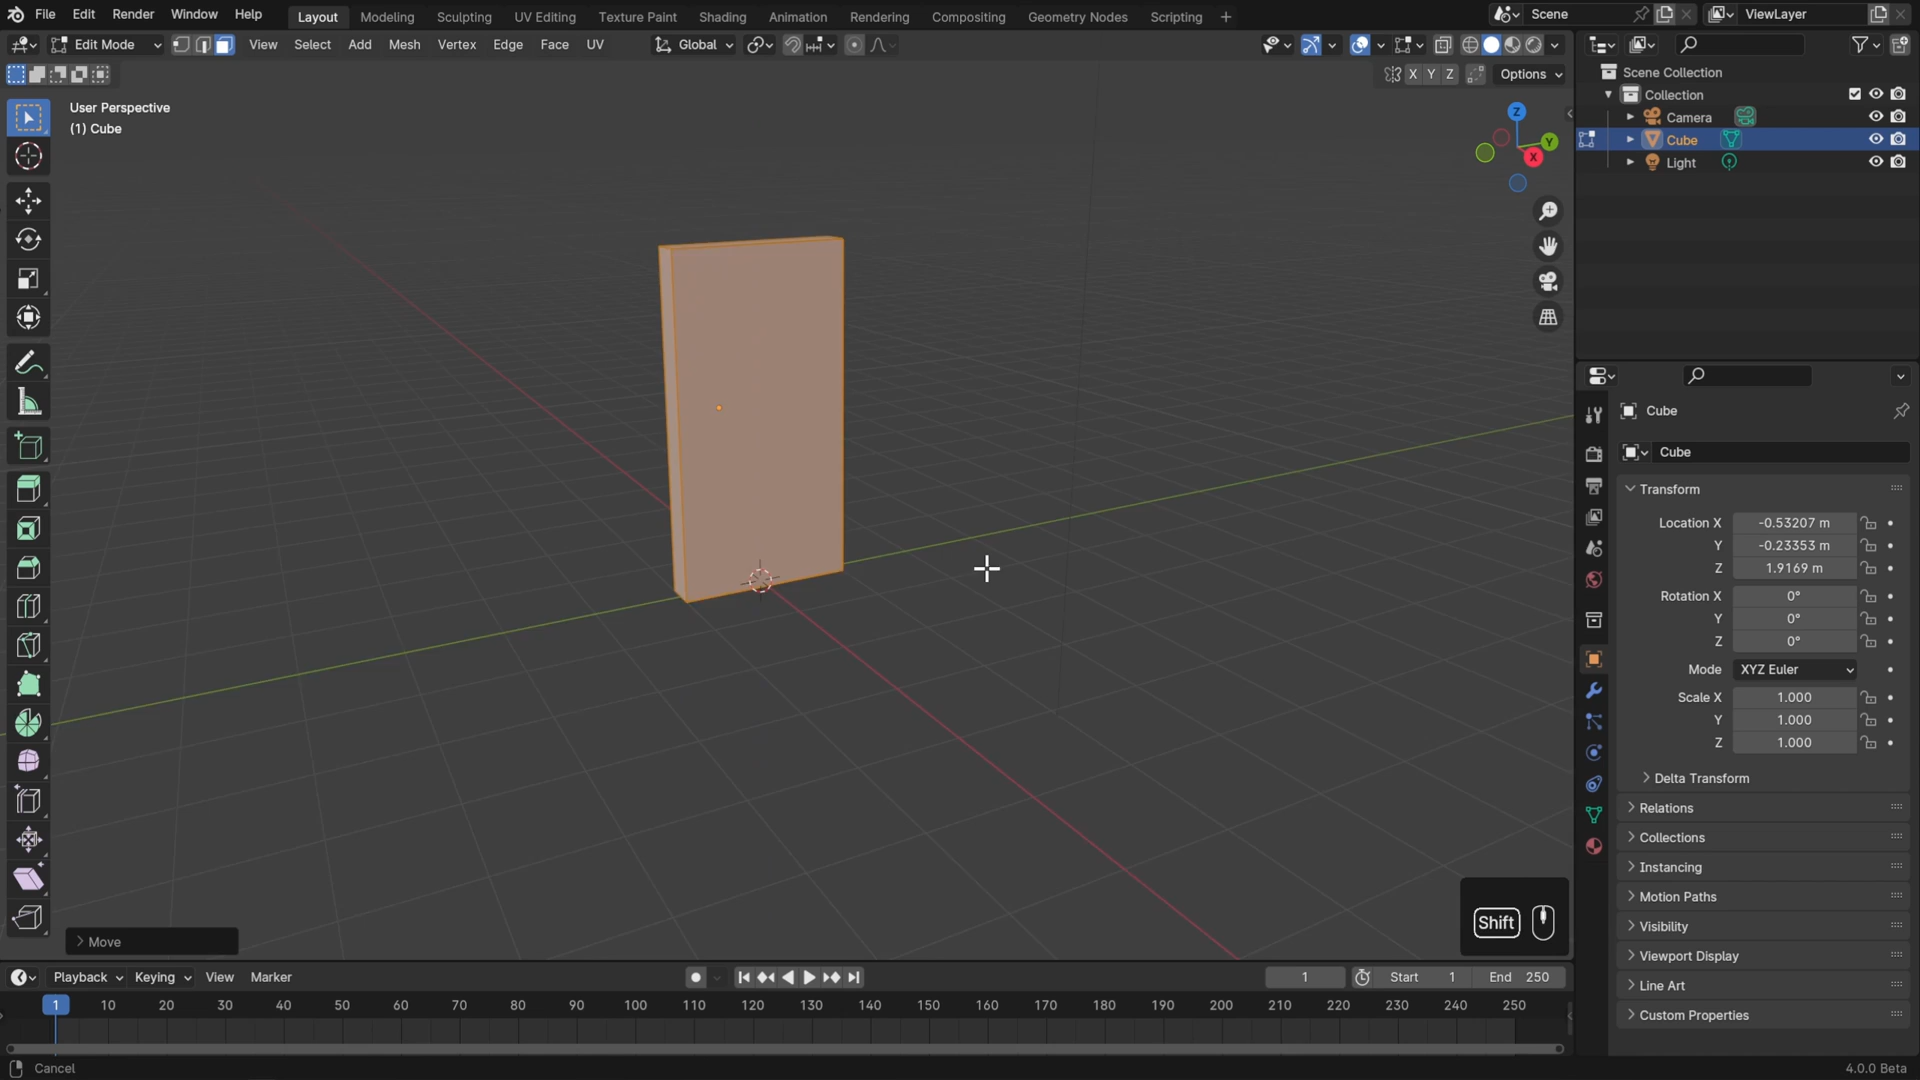 File Edit Render Window Help Layout Modeling Sculpting UV Editing Texture Paint Shading Animation Rendering Compositing Geometry Nodes Scripting + Scene ViewLayer
Edit Mode View Select Add Mesh Vertex Edge Face UV Global
X Y Z Options
User Perspective
(1) Cube
Z
Y
X
Scene Collection
Collection
Camera
Cube
Light
Cube
Cube
Transform
Location X -0.53207 m
Y -0.23353 m
Z 1.9169 m
Rotation X 0°
Y 0°
Z 0°
Mode XYZ Euler
Scale X 1.000
Y 1.000
Z 1.000
Delta Transform
Relations
Collections
Instancing
Motion Paths
Visibility
Viewport Display
Line Art
Custom Properties
Shift
Move
Playback Keying View Marker 1 Start 1 End 250
1 10 20 30 40 50 60 70 80 90 100 110 120 130 140 150 160 170 180 190 200 210 220 230 240 250
Cancel 4.0.0 Beta